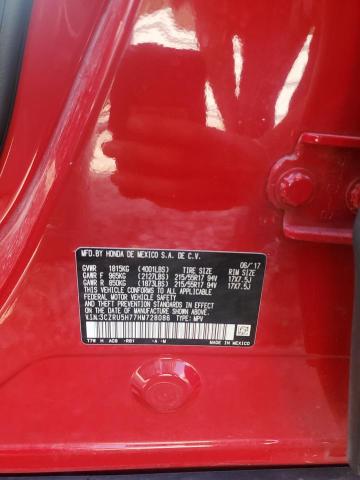 MFD.BY HONDA DE MEXICO S.A. DE C.V. 06/'17
GVWR 1815KG (4001LBS) TIRE SIZE RIM SIZE
GAWR F 965KG (2127LBS) 215/55R17 94V 17X7.5J
GAWR R 850KG (1873LBS) 215/55R17 94V 17X7.5J
THIS VEHICLE CONFORMS TO ALL APPLICABLE
FEDERAL MOTOR VEHICLE SAFETY AND
THEFT PREVENTION STANDARDS IN EFFECT ON
THE DATE OF MANUFACTURE SHOWN ABOVE.
V.I.N: 3CZRU5H77HM728086 TYPE: MPV
T7W H AC0 -R81 -A -M MADE IN MEXICO